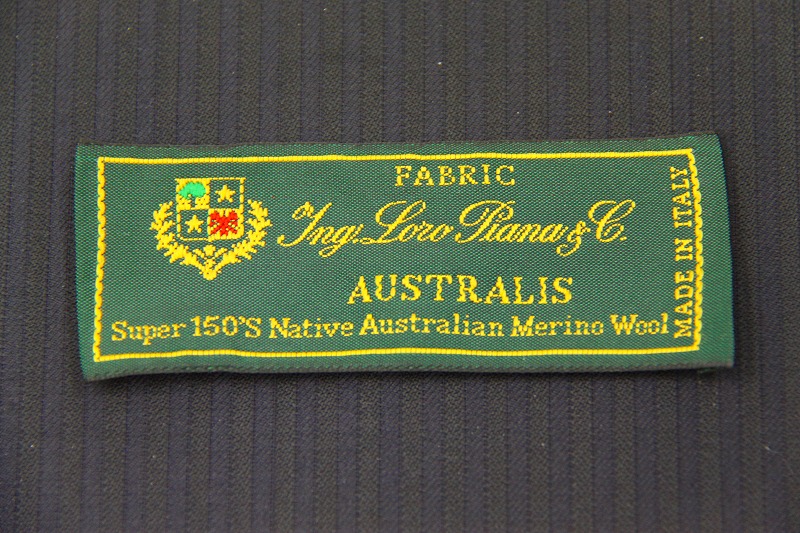 FABRIC
Ing. Loro Piana & C.
AUSTRALIS
Super 150'S Native Australian Merino Wool
MADE IN ITALY